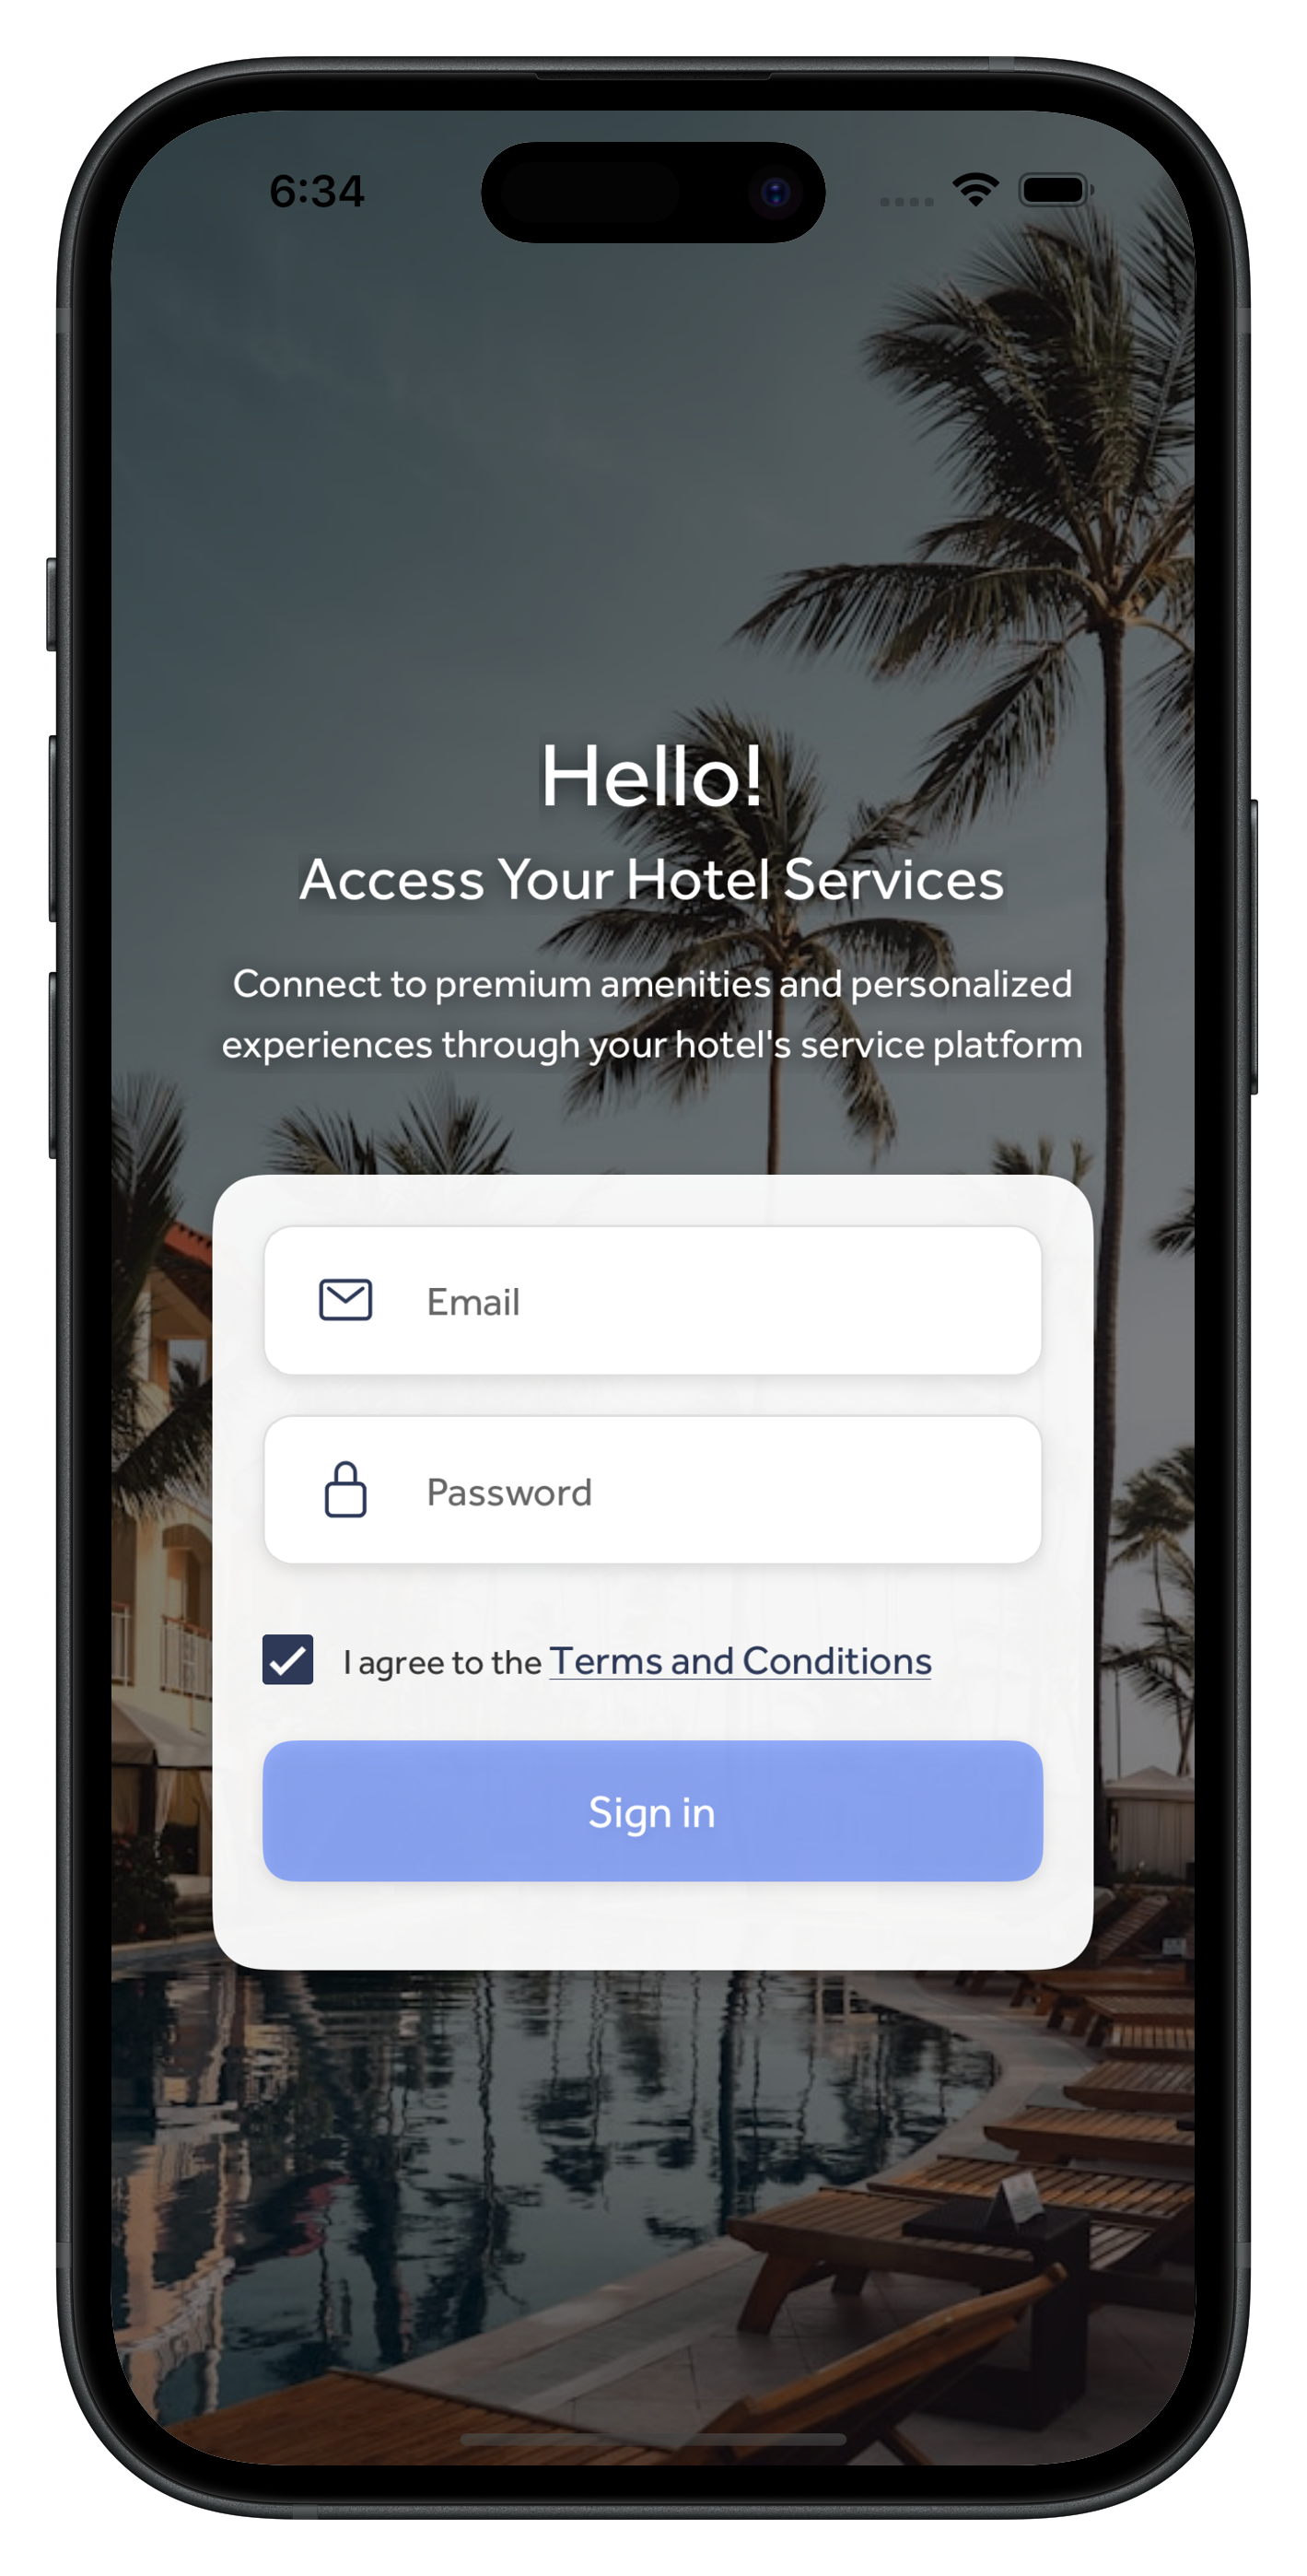 6:34
Hello!
Access Your Hotel Services
Connect to premium amenities and personalized
experiences through your hotel's service platform
Email
Password
I agree to the Terms and Conditions
Sign in